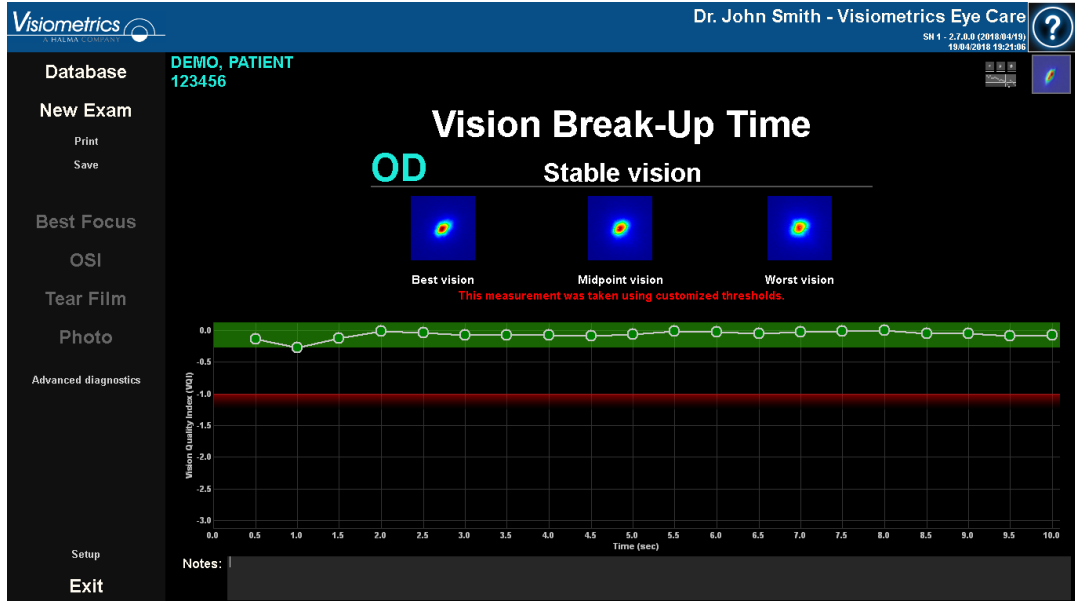 Visiometrics
A HALMA COMPANY
Dr. John Smith - Visiometrics Eye Care
SH 1 - 2.7.0.0 (2018/04/19)
19/04/2018 19:21:06
?
Database
New Exam
Print
Save
Best Focus
OSI
Tear Film
Photo
Advanced diagnostics
Setup
Exit
DEMO, PATIENT
123456
Vision Break-Up Time
OD
Stable vision
Best vision
Midpoint vision
Worst vision
This measurement was taken using customized thresholds.
Vision Quality Index (VQI)
0.0
-0.5
-1.0
-1.5
-2.0
-2.5
-3.0
0.0 0.5 1.0 1.5 2.0 2.5 3.0 3.5 4.0 4.5 5.0 5.5 6.0 6.5 7.0 7.5 8.0 8.5 9.0 9.5 10.0
Time (sec)
Notes: